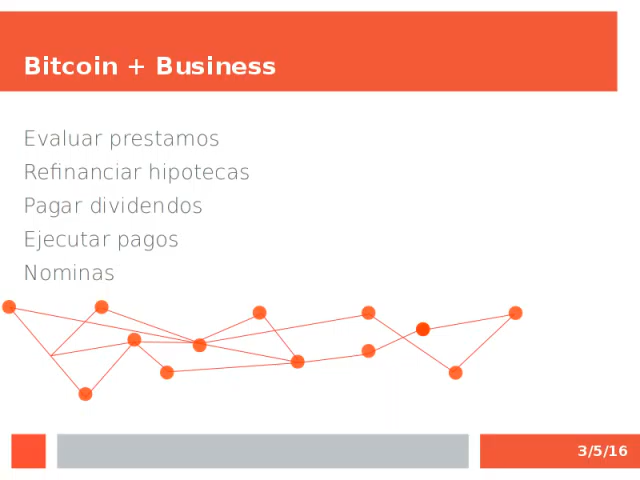 Bitcoin + Business
Evaluar prestamos
Refinanciar hipotecas
Pagar dividendos
Ejecutar pagos
Nominas
3/5/16